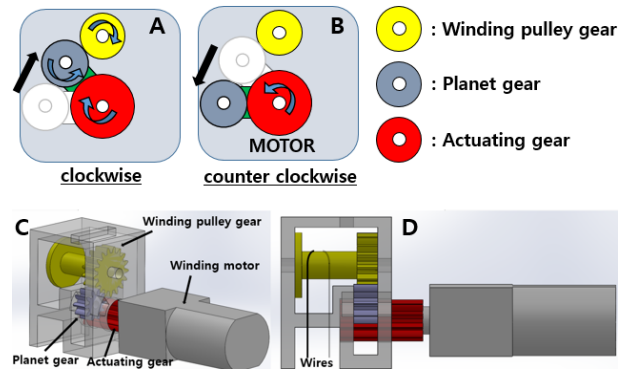 A
B
: Winding pulley gear
: Planet gear
: Actuating gear
MOTOR
clockwise
counter clockwise
C
Winding pulley gear
Winding motor
Planet gear
Actuating gear
D
Wires